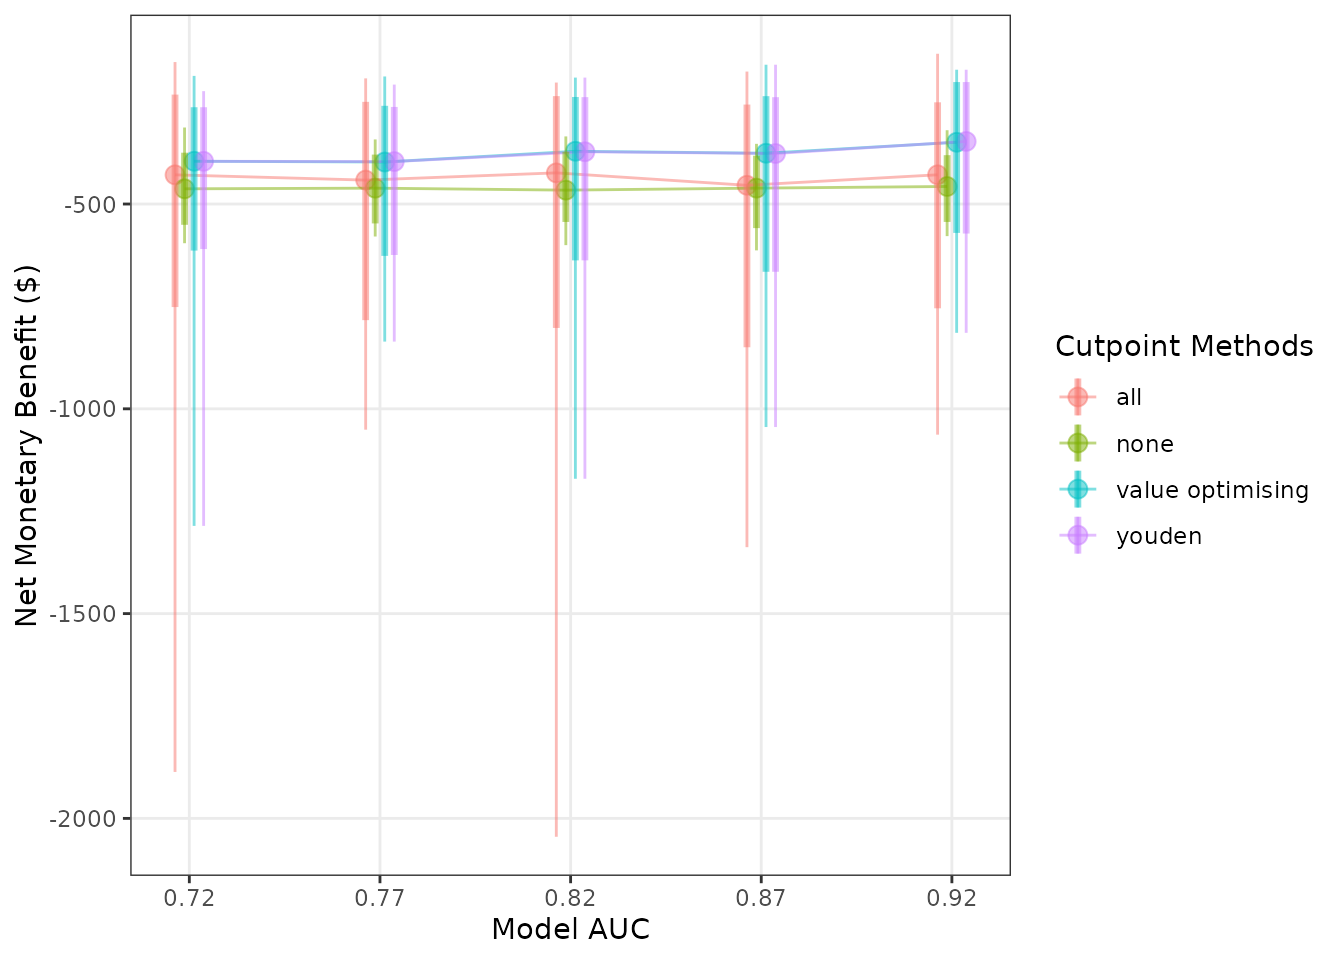 Net Monetary Benefit ($)
-500
-1000
-1500
-2000
0.72
0.77
0.82
0.87
0.92
Model AUC
Cutpoint Methods
all
none
value optimising
youden